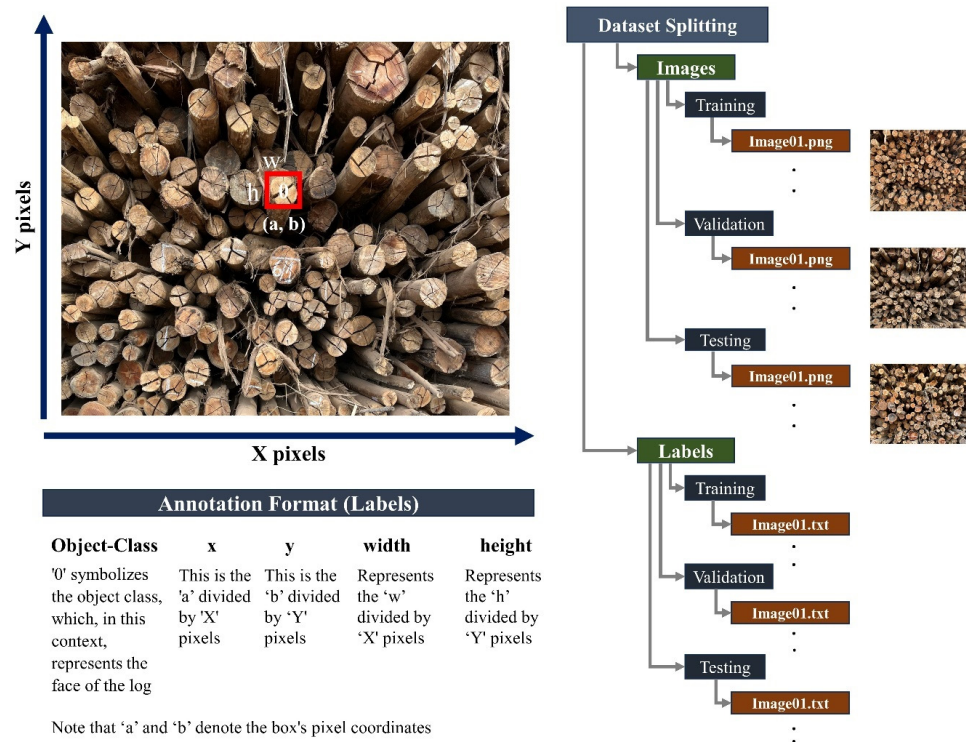 Y pixels
w
h
0
(a, b)
X pixels
Annotation Format (Labels)
Object-Class
x
y
width
height
'0' symbolizes
the object class,
which, in this
context,
represents the
face of the log
This is the
'a' divided
by 'X'
pixels
This is the
‘b’ divided
by ‘Y'
pixels
Represents
the ‘w’
divided by
‘X' pixels
Represents
the ‘h’
divided by
‘Y' pixels
Note that ‘a’ and ‘b’ denote the box's pixel coordinates
Dataset Splitting
Images
Training
Image01.png
Validation
Image01.png
Testing
Image01.png
Labels
Training
Image01.txt
Validation
Image01.txt
Testing
Image01.txt